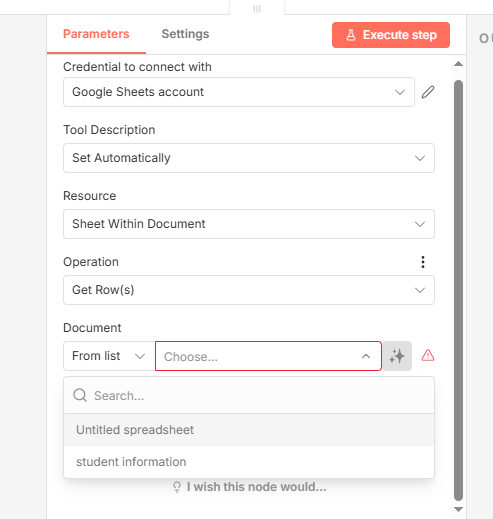 Parameters
Settings
Execute step
O
Credential to connect with
Google Sheets account
Tool Description
Set Automatically
Resource
Sheet Within Document
Operation
Get Row(s)
Document
From list
Choose...
Search...
Untitled spreadsheet
student information
I wish this node would...